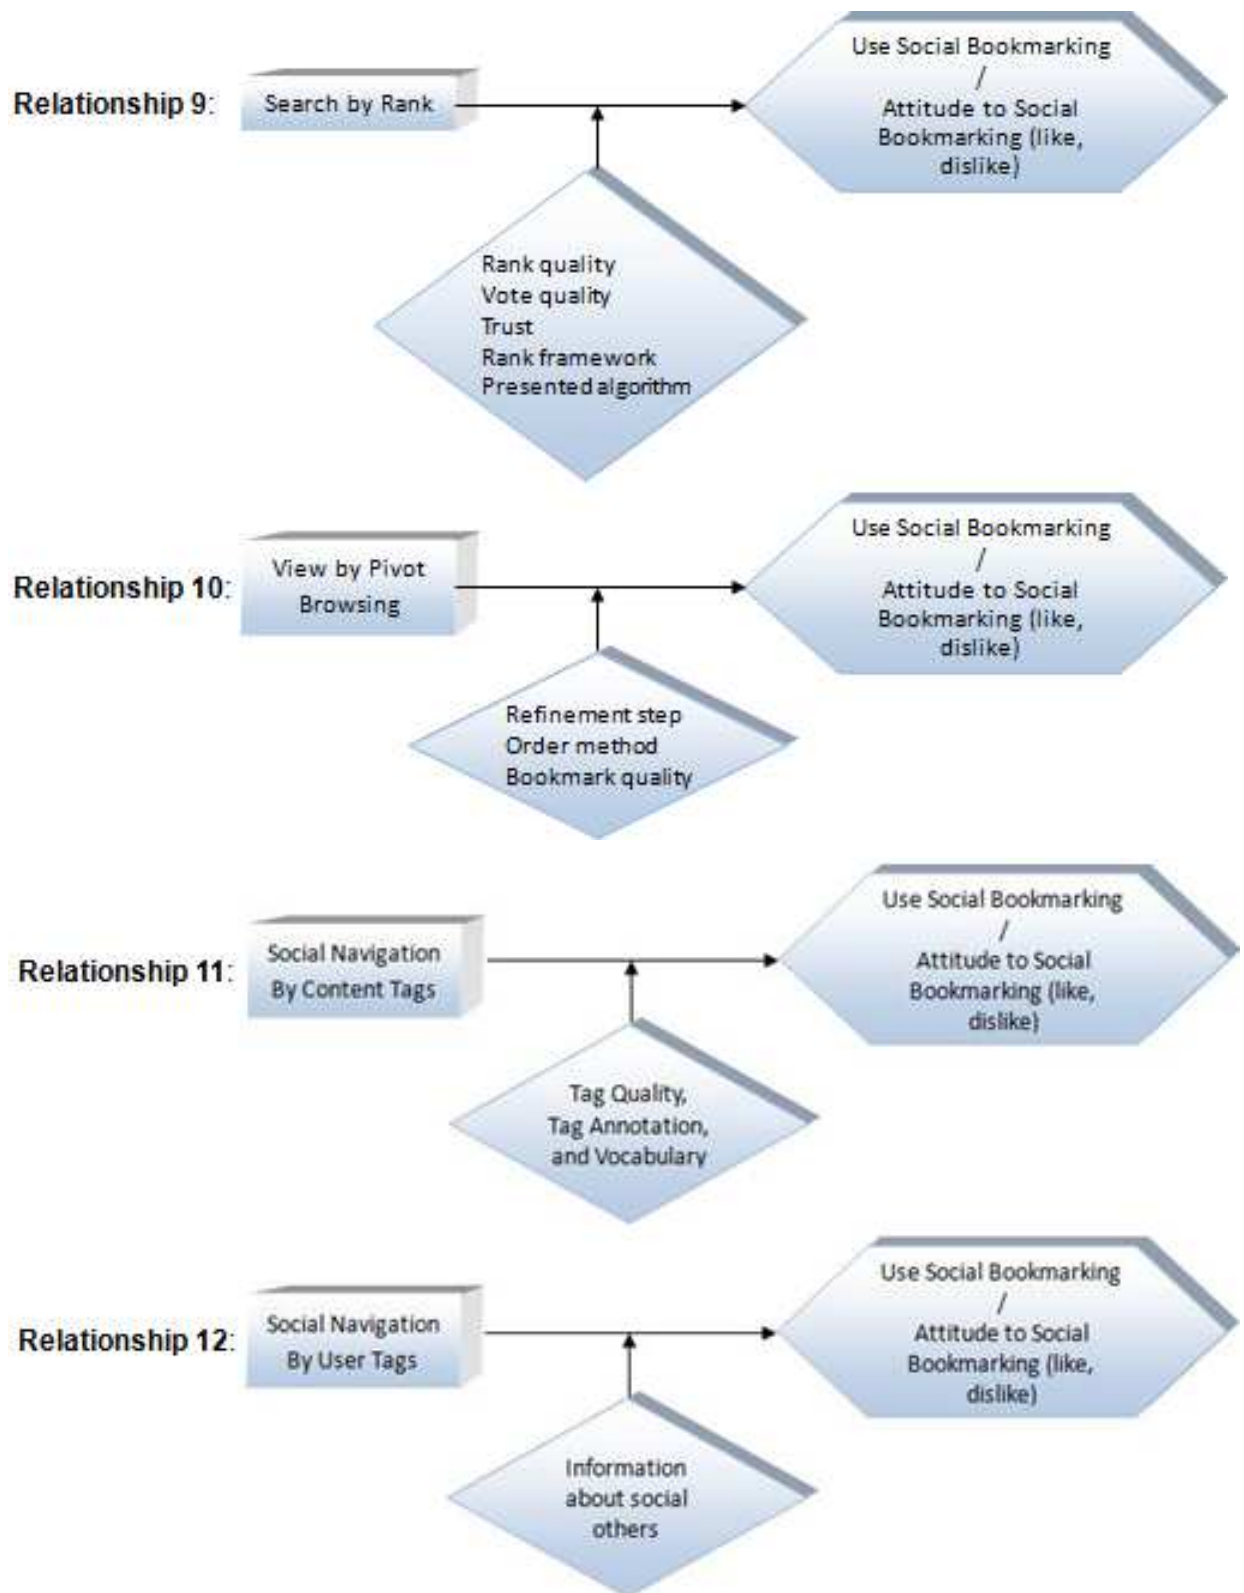 Relationship 9:
Search by Rank
Use Social Bookmarking
/
Attitude to Social
Bookmarking (like,
dislike)
Rank quality
Vote quality
Trust
Rank framework
Presented algorithm
Relationship 10:
View by Pivot
Browsing
Use Social Bookmarking
/
Attitude to Social
Bookmarking (like,
dislike)
Refinement step
Order method
Bookmark quality
Relationship 11:
Social Navigation
By Content Tags
Use Social Bookmarking
/
Attitude to Social
Bookmarking (like,
dislike)
Tag Quality,
Tag Annotation,
and Vocabulary
Relationship 12:
Social Navigation
By User Tags
Use Social Bookmarking
/
Attitude to Social
Bookmarking (like,
dislike)
Information
about social
others